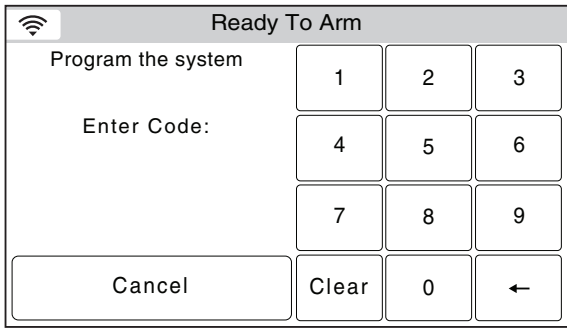 Ready To Arm
Program the system
Enter Code:
1 2 3
4 5 6
7 8 9
Cancel Clear 0 ←